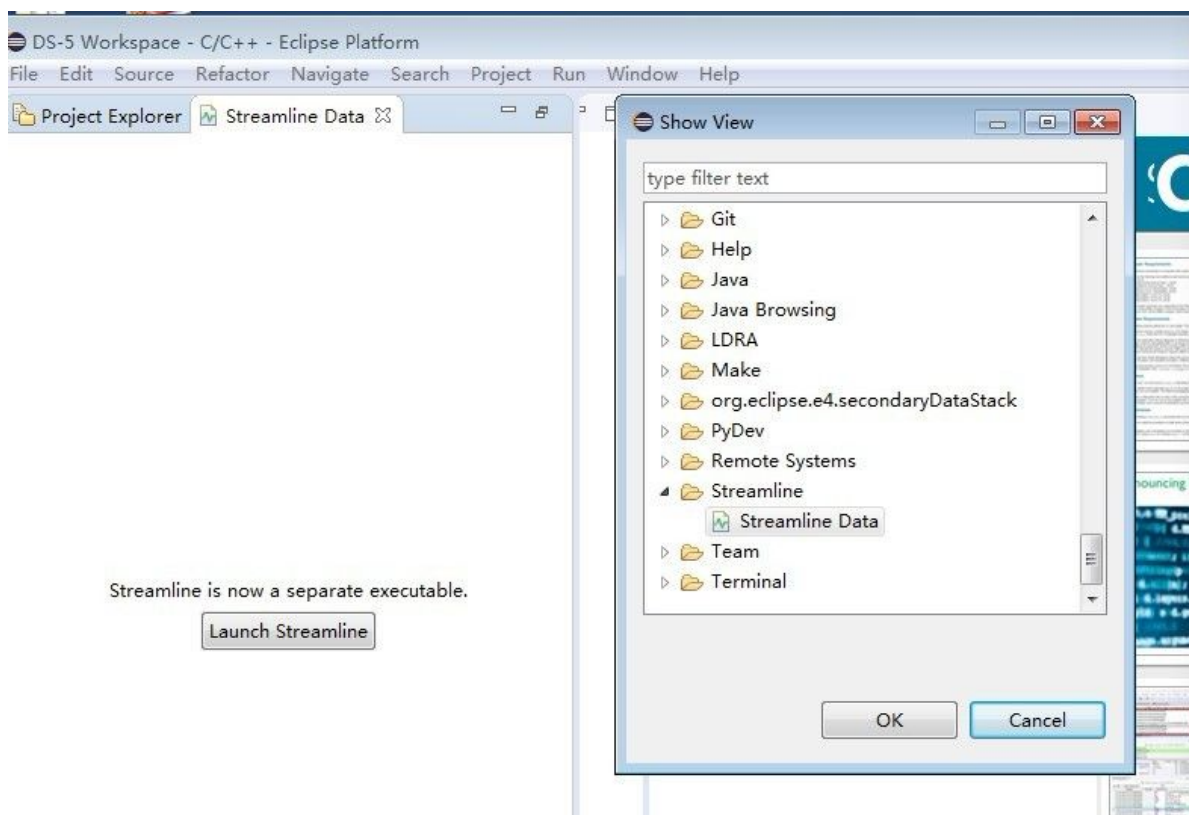 DS-5 Workspace - C/C++ - Eclipse Platform
File Edit Source Refactor Navigate Search Project Run Window Help
Project Explorer Streamline Data
Streamline is now a separate executable.
Launch Streamline
Show View
type filter text
Git
Help
Java
Java Browsing
LDRA
Make
org.eclipse.e4.secondaryDataStack
PyDev
Remote Systems
Streamline
Streamline Data
Team
Terminal
OK Cancel
ouncing